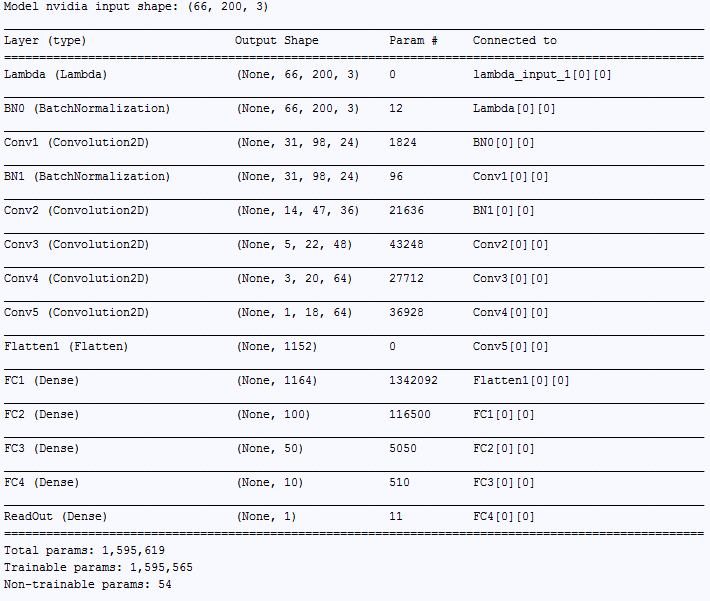 Model nvidia input shape: (66, 200, 3)
Layer (type) Output Shape Param # Connected to
Lambda (Lambda) (None, 66, 200, 3) 0 lambda_input_1[0][0]
BN0 (BatchNormalization) (None, 66, 200, 3) 12 Lambda[0][0]
Conv1 (Convolution2D) (None, 31, 98, 24) 1824 BN0[0][0]
BN1 (BatchNormalization) (None, 31, 98, 24) 96 Conv1[0][0]
Conv2 (Convolution2D) (None, 14, 47, 36) 21636 BN1[0][0]
Conv3 (Convolution2D) (None, 5, 22, 48) 43248 Conv2[0][0]
Conv4 (Convolution2D) (None, 3, 20, 64) 27712 Conv3[0][0]
Conv5 (Convolution2D) (None, 1, 18, 64) 36928 Conv4[0][0]
Flatten1 (Flatten) (None, 1152) 0 Conv5[0][0]
FC1 (Dense) (None, 1164) 1342092 Flatten1[0][0]
FC2 (Dense) (None, 100) 116500 FC1[0][0]
FC3 (Dense) (None, 50) 5050 FC2[0][0]
FC4 (Dense) (None, 10) 510 FC3[0][0]
ReadOut (Dense) (None, 1) 11 FC4[0][0]
Total params: 1,595,619
Trainable params: 1,595,565
Non-trainable params: 54